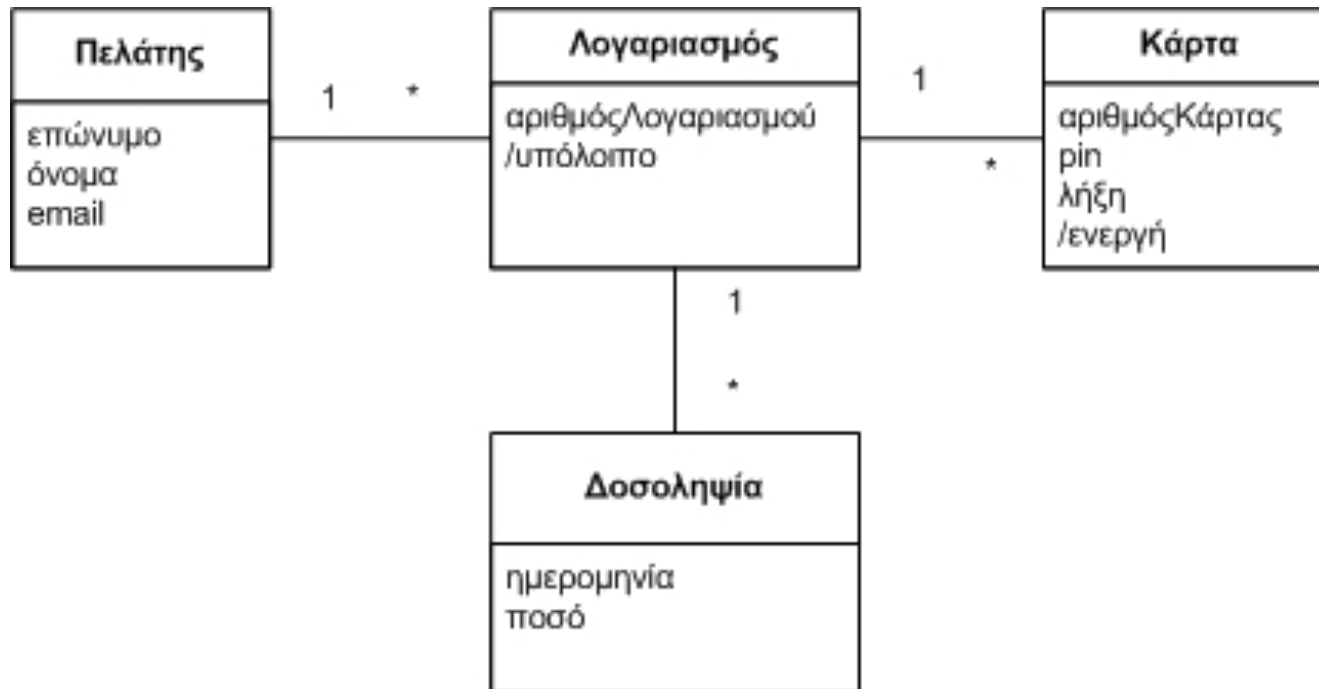 Πελάτης
επώνυμο
όνομα
email
1
*
Λογαριασμός
αριθμόςΛογαριασμού
/υπόλοιπο
1
*
Κάρτα
αριθμόςΚάρτας
pin
λήξη
/ενεργή
1
*
Δοσοληψία
ημερομηνία
ποσό